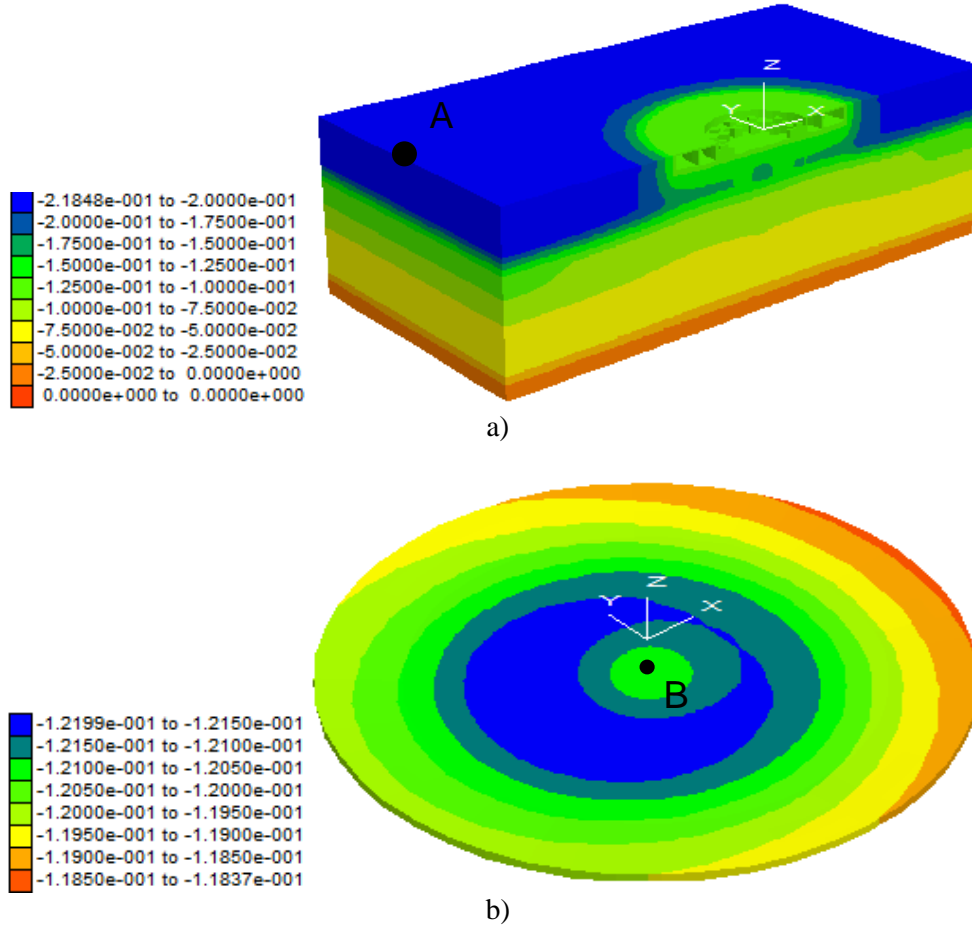 Z
A
Y X
-2.1848e-001 to -2.0000e-001
-2.0000e-001 to -1.7500e-001
-1.7500e-001 to -1.5000e-001
-1.5000e-001 to -1.2500e-001
-1.2500e-001 to -1.0000e-001
-1.0000e-001 to -7.5000e-002
-7.5000e-002 to -5.0000e-002
-5.0000e-002 to -2.5000e-002
-2.5000e-002 to 0.0000e+000
0.0000e+000 to 0.0000e+000
a)
Z
Y X
B
-1.2199e-001 to -1.2150e-001
-1.2150e-001 to -1.2100e-001
-1.2100e-001 to -1.2050e-001
-1.2050e-001 to -1.2000e-001
-1.2000e-001 to -1.1950e-001
-1.1950e-001 to -1.1900e-001
-1.1900e-001 to -1.1850e-001
-1.1850e-001 to -1.1837e-001
b)